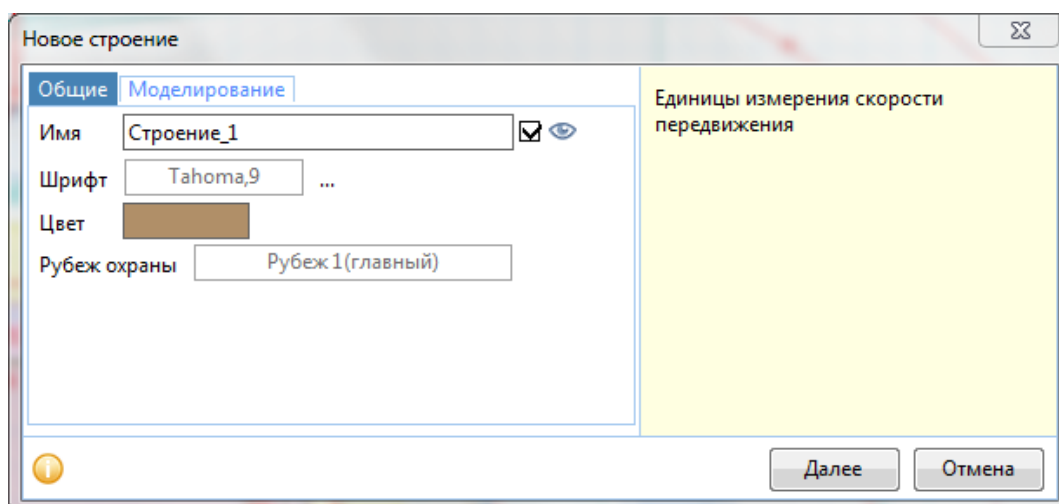 Новое строение
Общие Моделирование
Имя Строение_1
Шрифт Tahoma,9 ...
Цвет
Рубеж охраны Рубеж 1(главный)
Единицы измерения скорости
передвижения
Далее Отмена